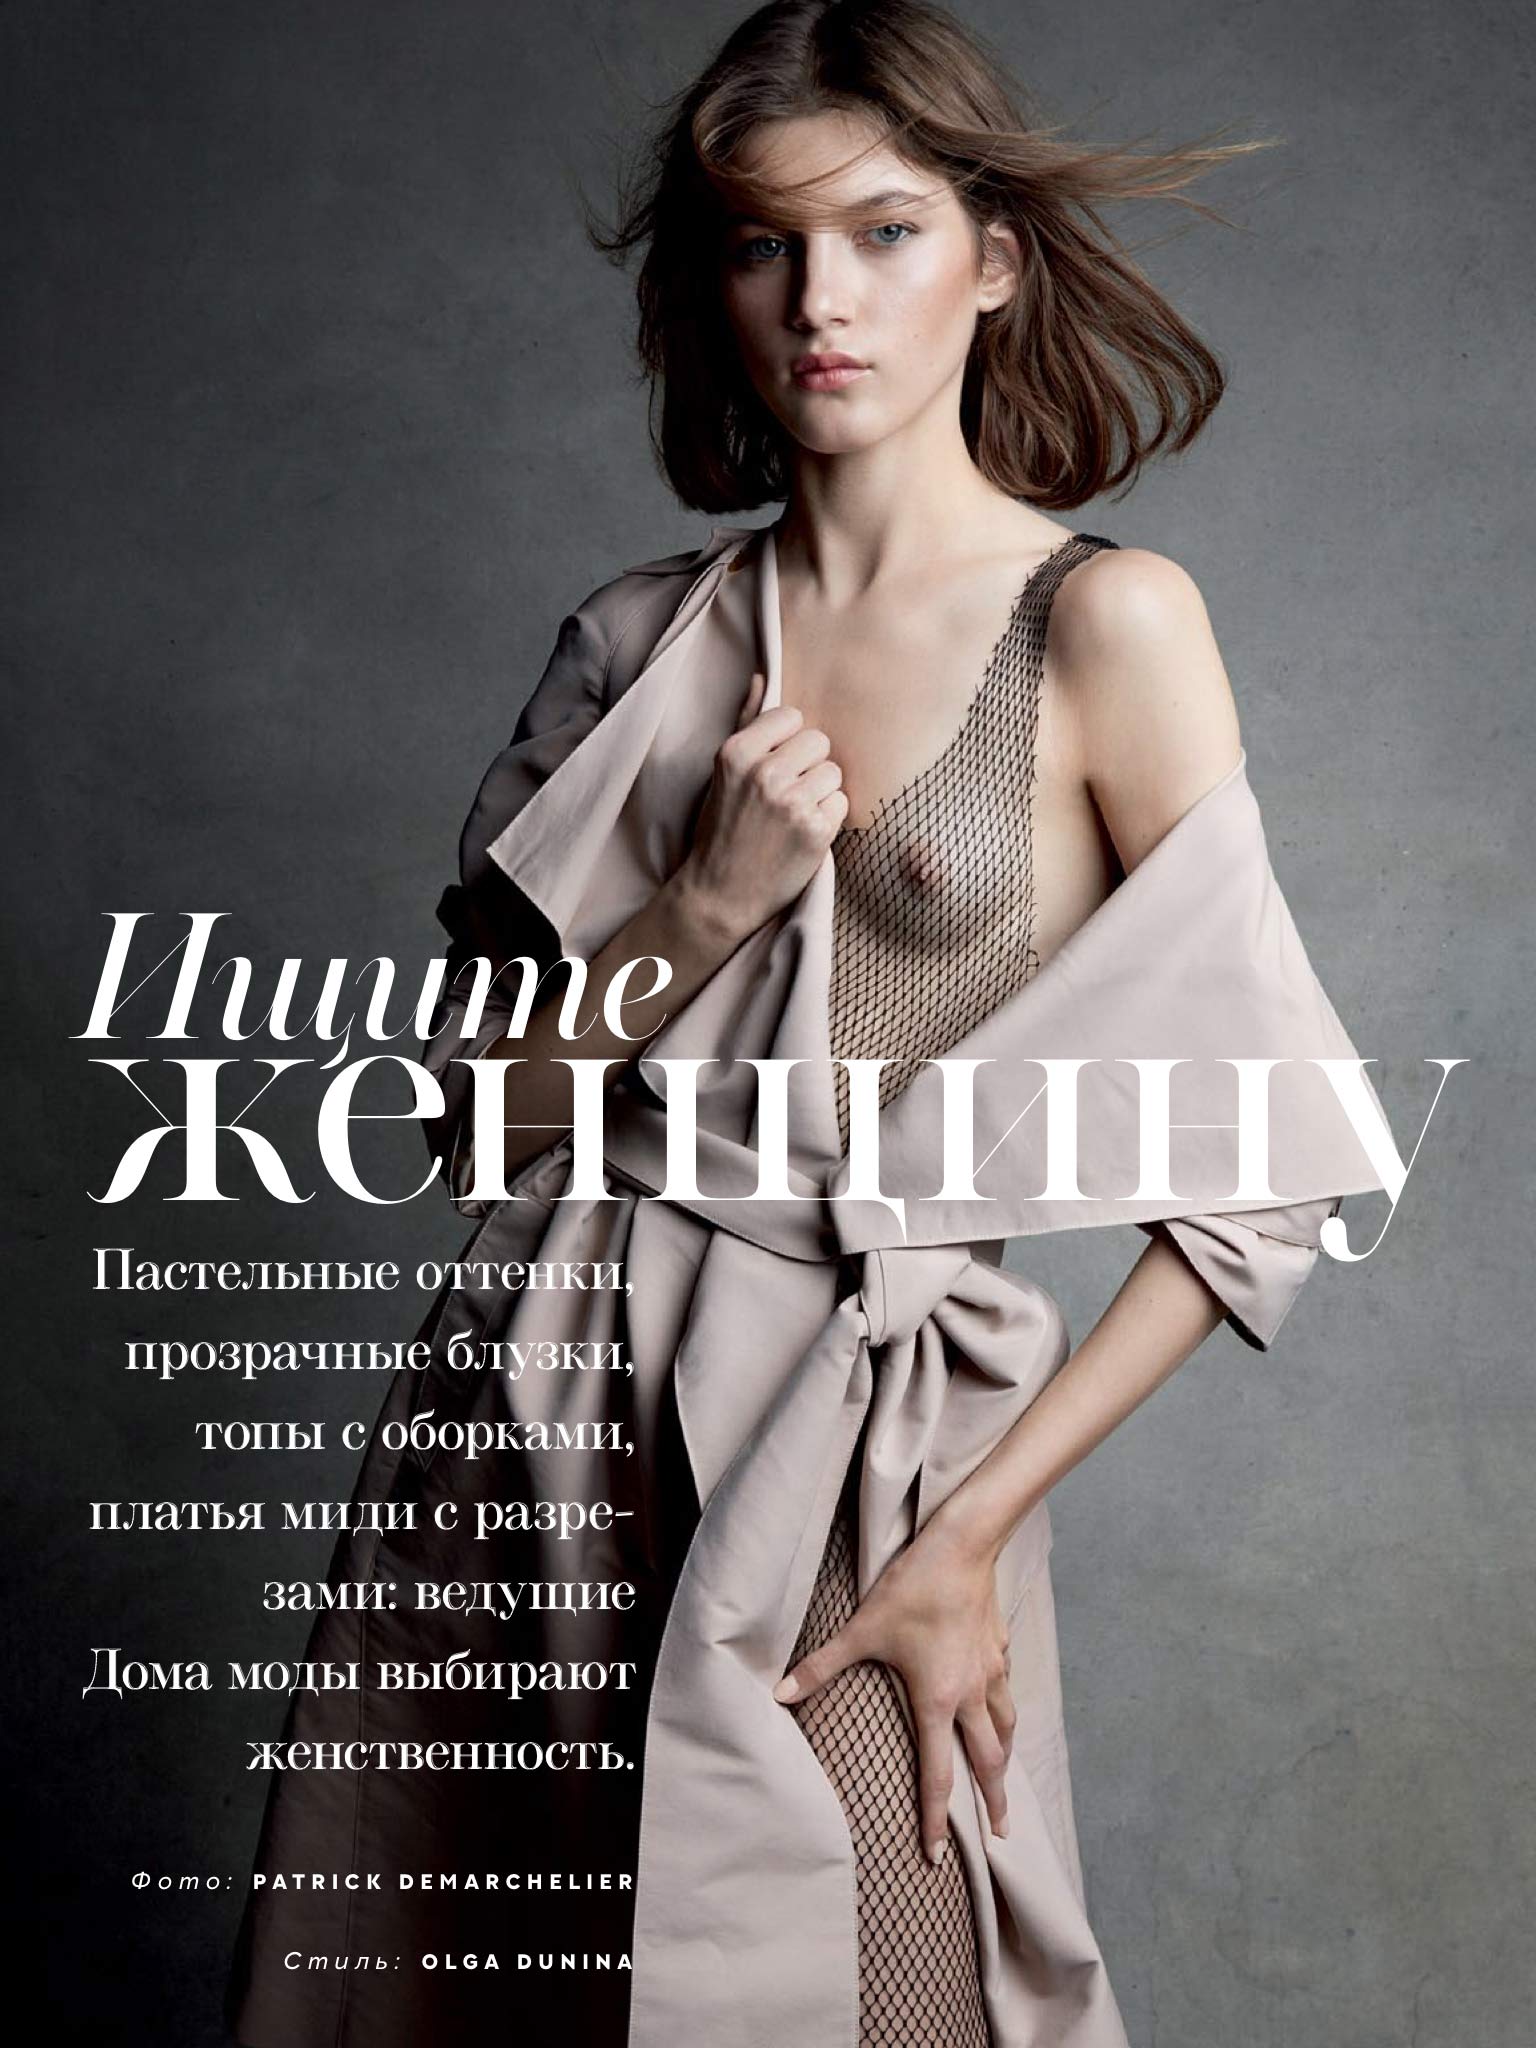 Ищите
женщину
Пастельные оттенки,
прозрачные блузки,
топы с оборками,
платья миди с разре-
зами: ведущие
Дома моды выбирают
женственность.
Фото: PATRICK DEMARCHELIER
Стиль: OLGA DUNINA